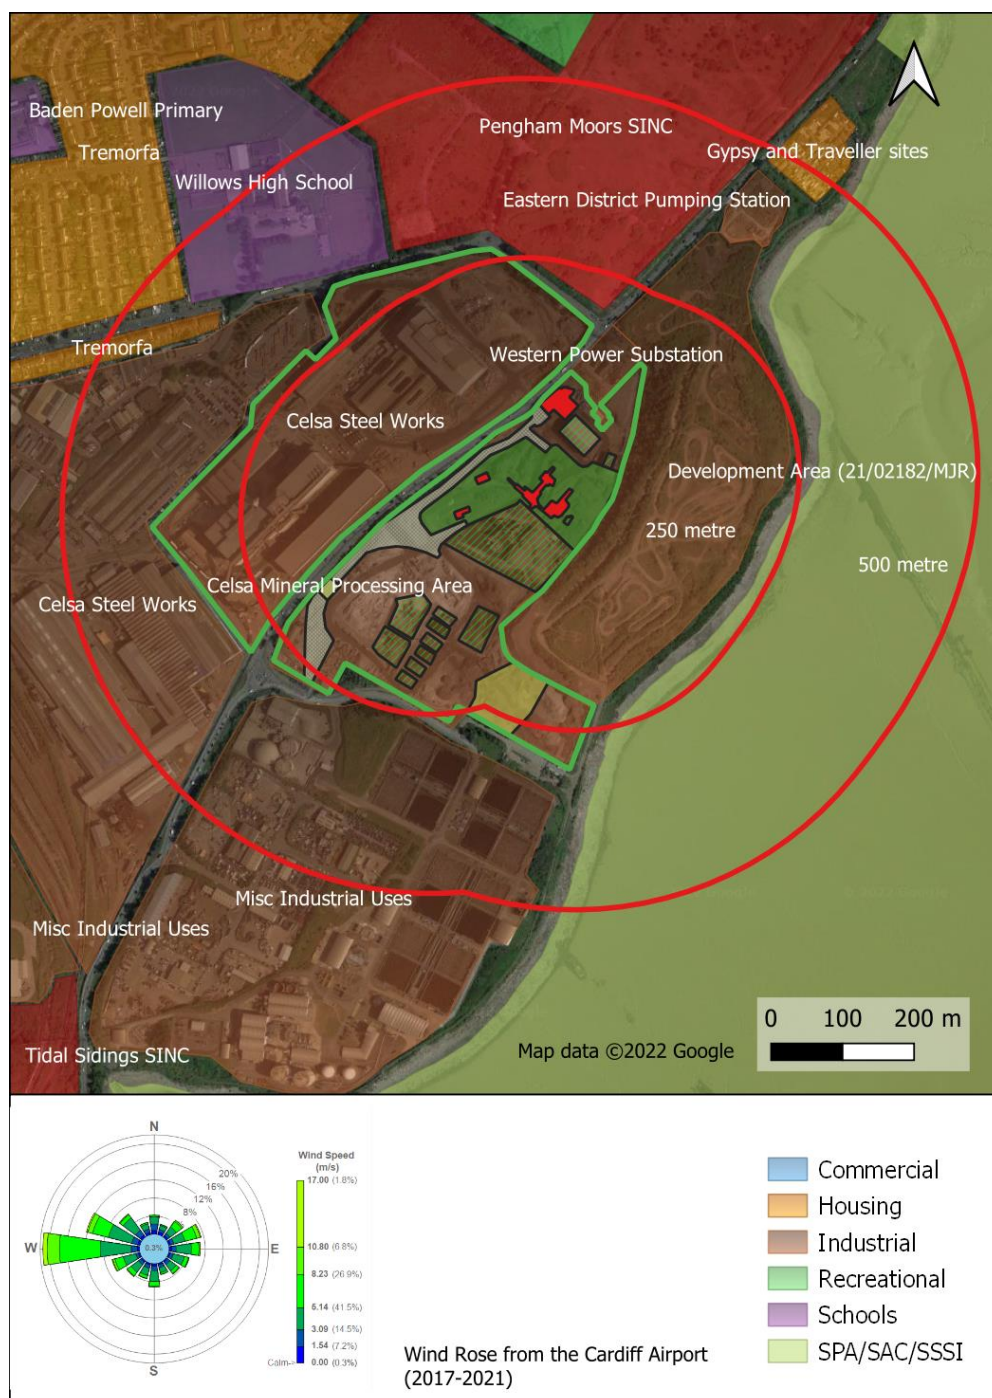 Baden Powell Primary
Tremorfa
Willows High School
Pengham Moors SINC
Gypsy and Traveller sites
Eastern District Pumping Station
Tremorfa
Western Power Substation
Celsa Steel Works
Development Area (21/02182/MJR)
250 metre
500 metre
Celsa Mineral Processing Area
Celsa Steel Works
Misc Industrial Uses
Misc Industrial Uses
Tidal Sidings SINC
0 100 200 m
Map data ©2022 Google
N
W
E
S
20%
16%
12%
8%
0.3%
Wind Speed
(m/s)
17.00 (1.8%)
10.80 (6.8%)
8.23 (26.9%)
5.14 (41.5%)
3.09 (14.5%)
1.54 (7.2%)
Calm-> 0.00 (0.3%)
Wind Rose from the Cardiff Airport
(2017-2021)
Commercial
Housing
Industrial
Recreational
Schools
SPA/SAC/SSSI